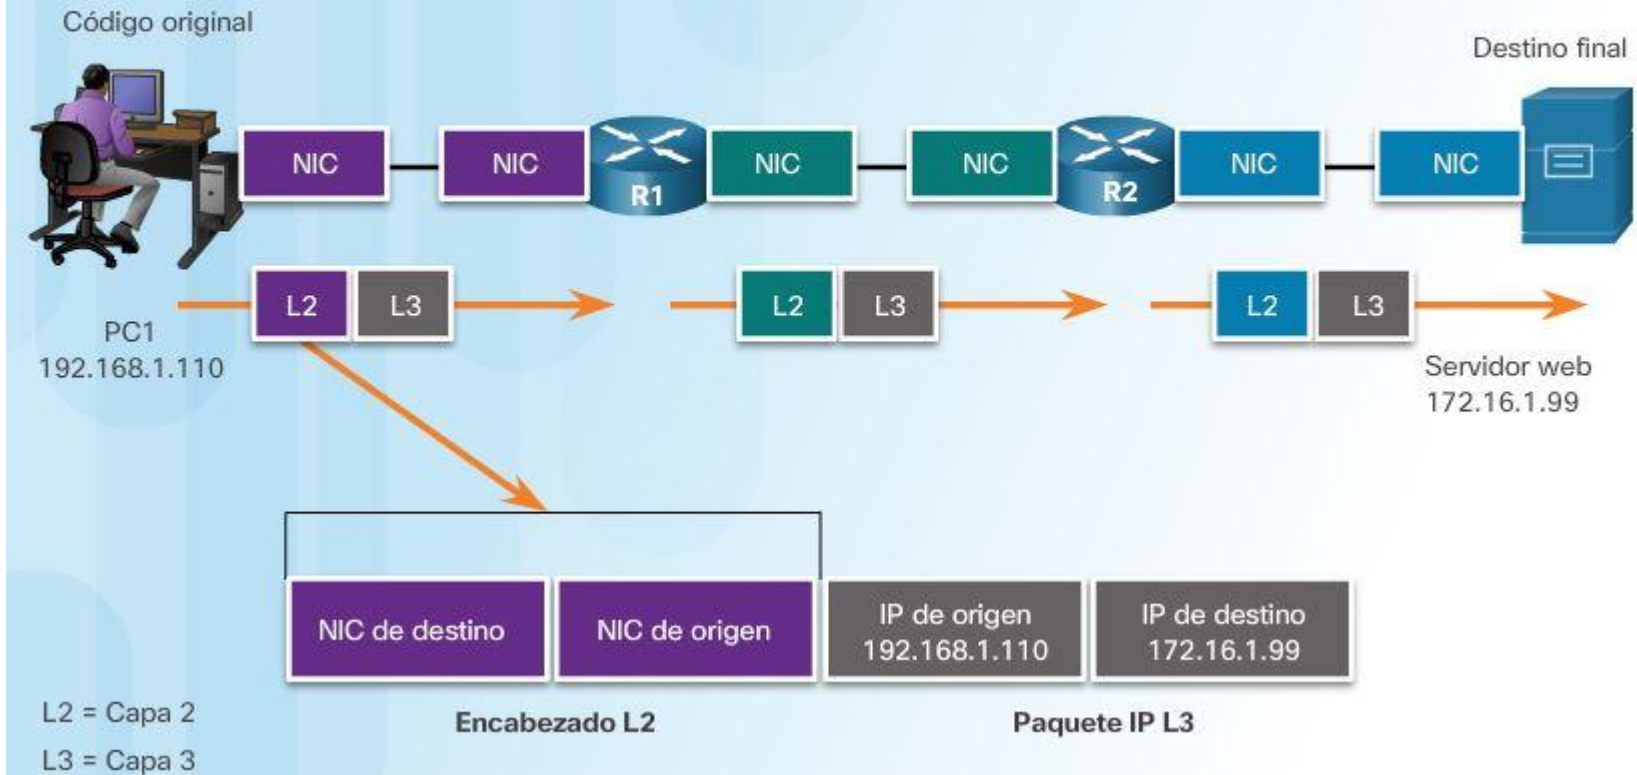 Código original
Destino final
NIC
NIC
R1
NIC
NIC
R2
NIC
NIC
L2
L3
L2
L3
L2
L3
PC1
192.168.1.110
Servidor web
172.16.1.99
NIC de destino
NIC de origen
IP de origen
192.168.1.110
IP de destino
172.16.1.99
L2 = Capa 2
Encabezado L2
Paquete IP L3
L3 = Capa 3